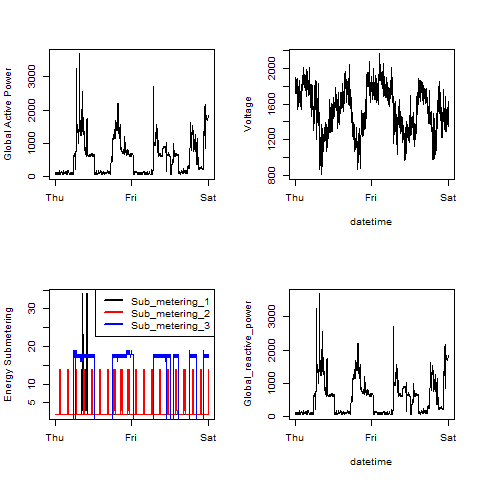 Global Active Power
3000
2000
1000
0
Thu
Fri
Sat
Voltage
2000
1600
1200
800
Thu
Fri
Sat
datetime
Energy Submetering
35
20
10
5
Thu
Fri
Sat
Sub_metering_1
Sub_metering_2
Sub_metering_3
Global_reactive_power
3000
2000
1000
0
Thu
Fri
Sat
datetime